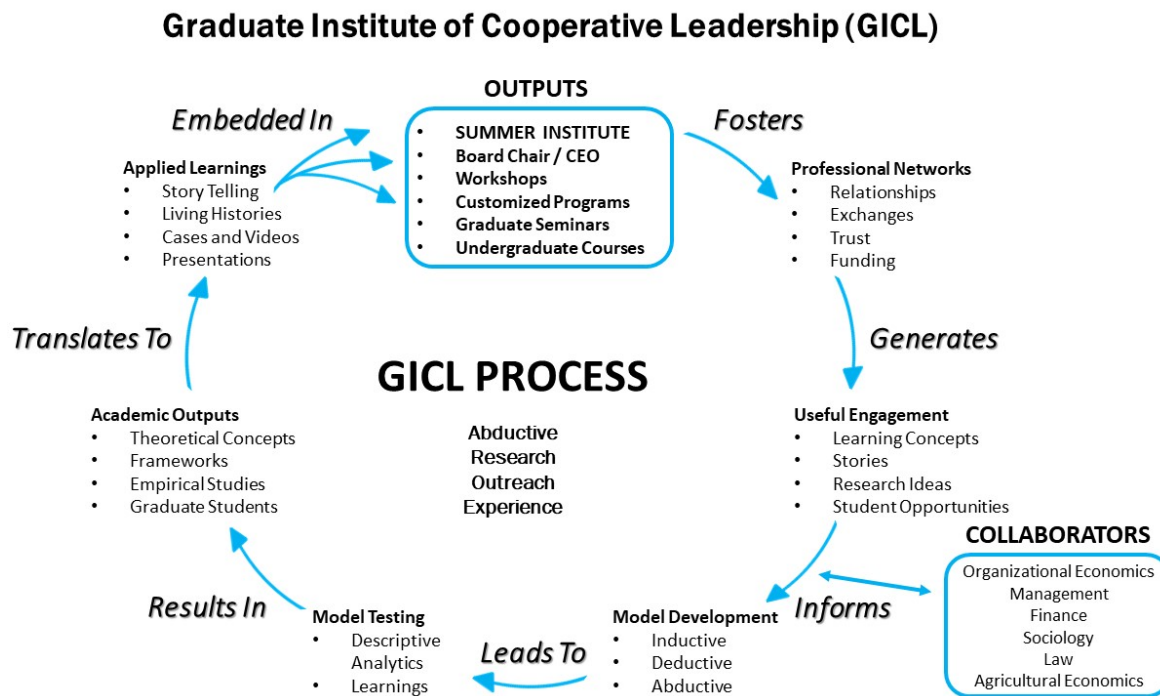 Graduate Institute of Cooperative Leadership (GICL)
OUTPUTS
• SUMMER INSTITUTE
• Board Chair / CEO
• Workshops
• Customized Programs
• Graduate Seminars
• Undergraduate Courses
Fosters
Professional Networks
• Relationships
• Exchanges
• Trust
• Funding
Generates
Useful Engagement
• Learning Concepts
• Stories
• Research Ideas
• Student Opportunities
COLLABORATORS
Organizational Economics
Management
Finance
Sociology
Law
Agricultural Economics
Informs
Model Development
• Inductive
• Deductive
• Abductive
Leads To
Model Testing
• Descriptive
Analytics
• Learnings
Results In
Academic Outputs
• Theoretical Concepts
• Frameworks
• Empirical Studies
• Graduate Students
Translates To
Applied Learnings
• Story Telling
• Living Histories
• Cases and Videos
• Presentations
Embedded In
GICL PROCESS
Abductive
Research
Outreach
Experience